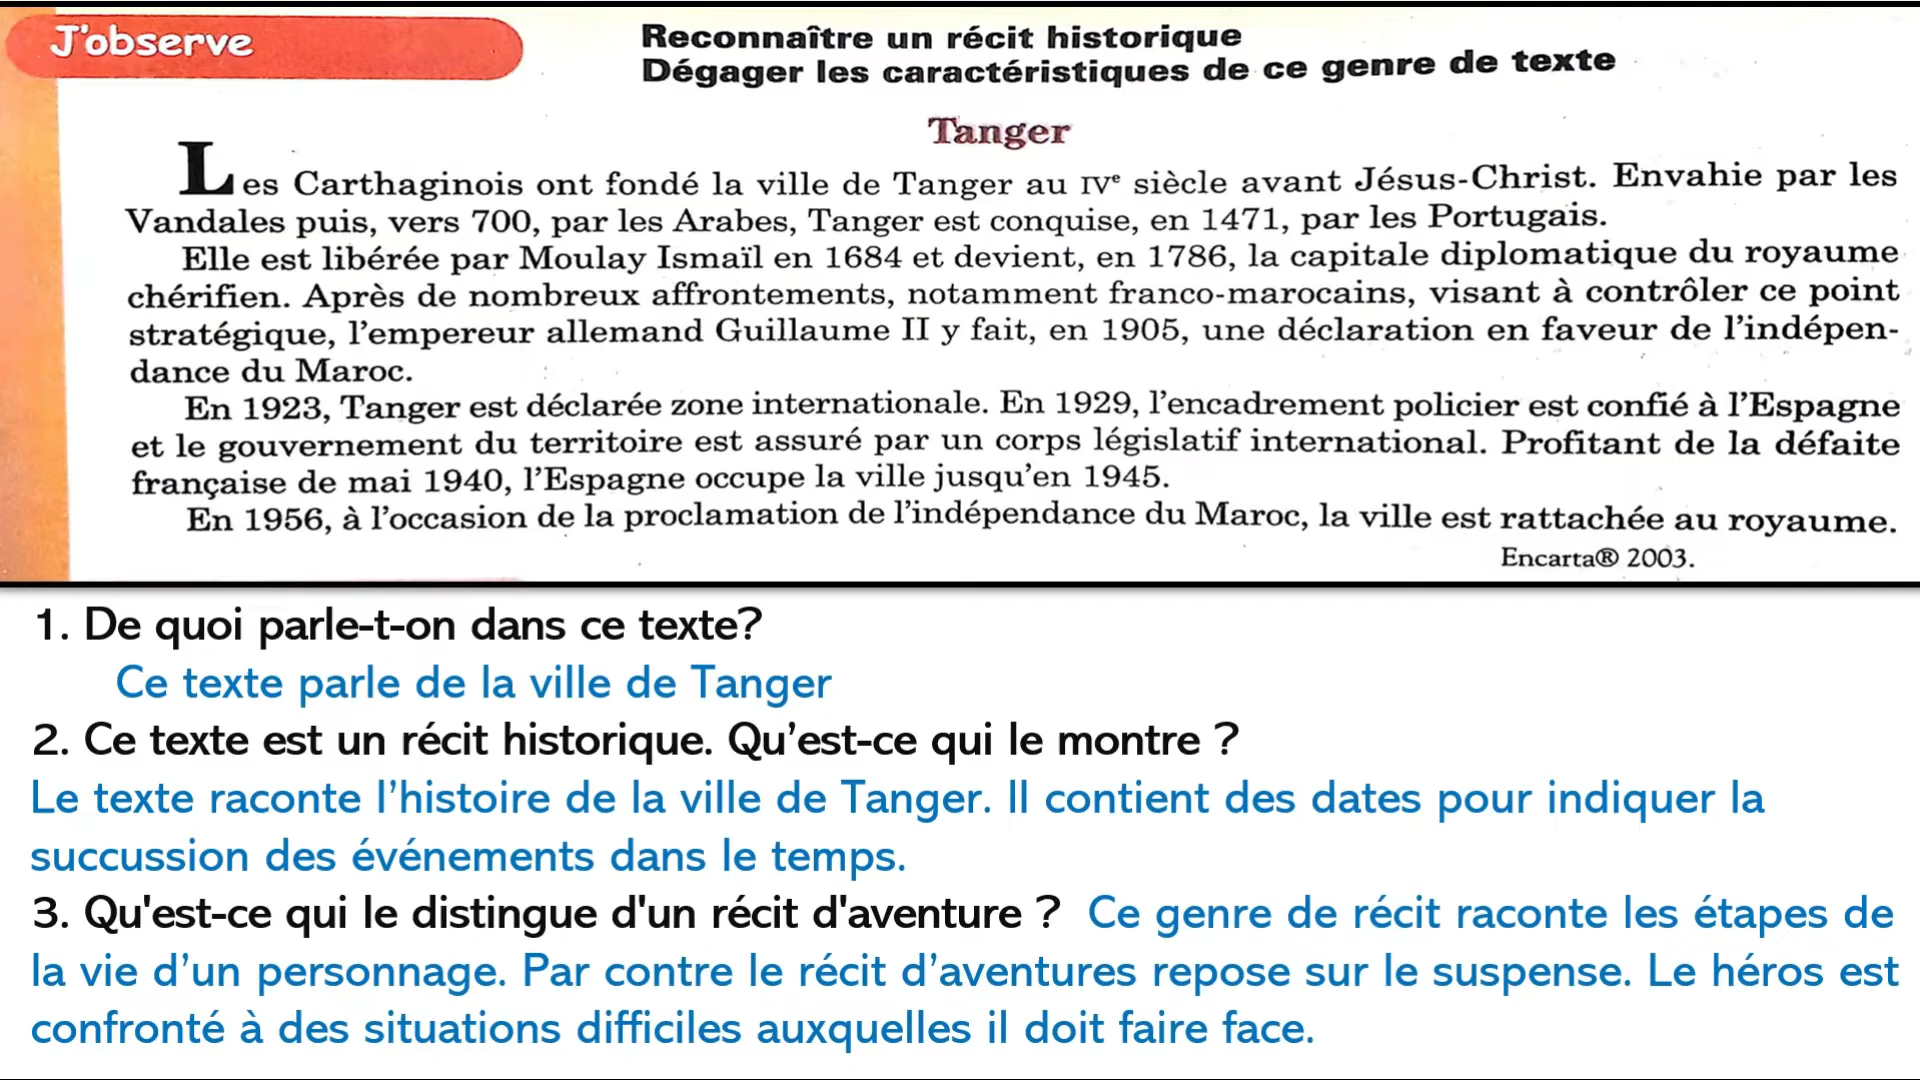 J'observe
Reconnaître un récit historique
Dégager les caractéristiques de ce genre de texte
Tanger
Les Carthaginois ont fondé la ville de Tanger au IVe siècle avant Jésus-Christ. Envahie par les
Vandales puis, vers 700, par les Arabes, Tanger est conquise, en 1471, par les Portugais.
Elle est libérée par Moulay Ismaïl en 1684 et devient, en 1786, la capitale diplomatique du royaume
chérifien. Après de nombreux affrontements, notamment franco-marocains, visant à contrôler ce point
stratégique, l'empereur allemand Guillaume II y fait, en 1905, une déclaration en faveur de l'indépen-
dance du Maroc.
En 1923, Tanger est déclarée zone internationale. En 1929, l'encadrement policier est confié à l'Espagne
et le gouvernement du territoire est assuré par un corps législatif international. Profitant de la défaite
française de mai 1940, l'Espagne occupe la ville jusqu'en 1945.
En 1956, à l'occasion de la proclamation de l'indépendance du Maroc, la ville est rattachée au royaume.
Encarta® 2003.
1. De quoi parle-t-on dans ce texte?
Ce texte parle de la ville de Tanger
2. Ce texte est un récit historique. Qu’est-ce qui le montre ?
Le texte raconte l’histoire de la ville de Tanger. Il contient des dates pour indiquer la
succussion des événements dans le temps.
3. Qu'est-ce qui le distingue d'un récit d'aventure ? Ce genre de récit raconte les étapes de
la vie d’un personnage. Par contre le récit d’aventures repose sur le suspense. Le héros est
confronté à des situations difficiles auxquelles il doit faire face.